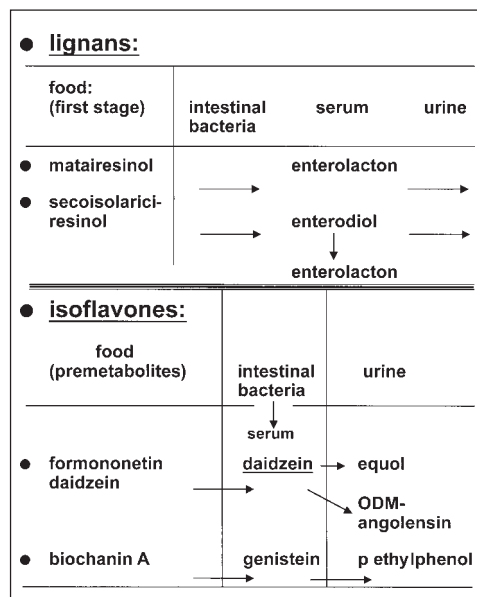 lignans:
food:
(first stage)
intestinal
bacteria
serum
urine
matairesinol
enterolacton
secoisolarici-
resinol
enterodiol
enterolacton
isoflavones:
food
(premetabolites)
intestinal
bacteria
urine
serum
formononetin
daidzein
daidzein
equol
ODM-
angolensin
biochanin A
genistein
p ethylphenol